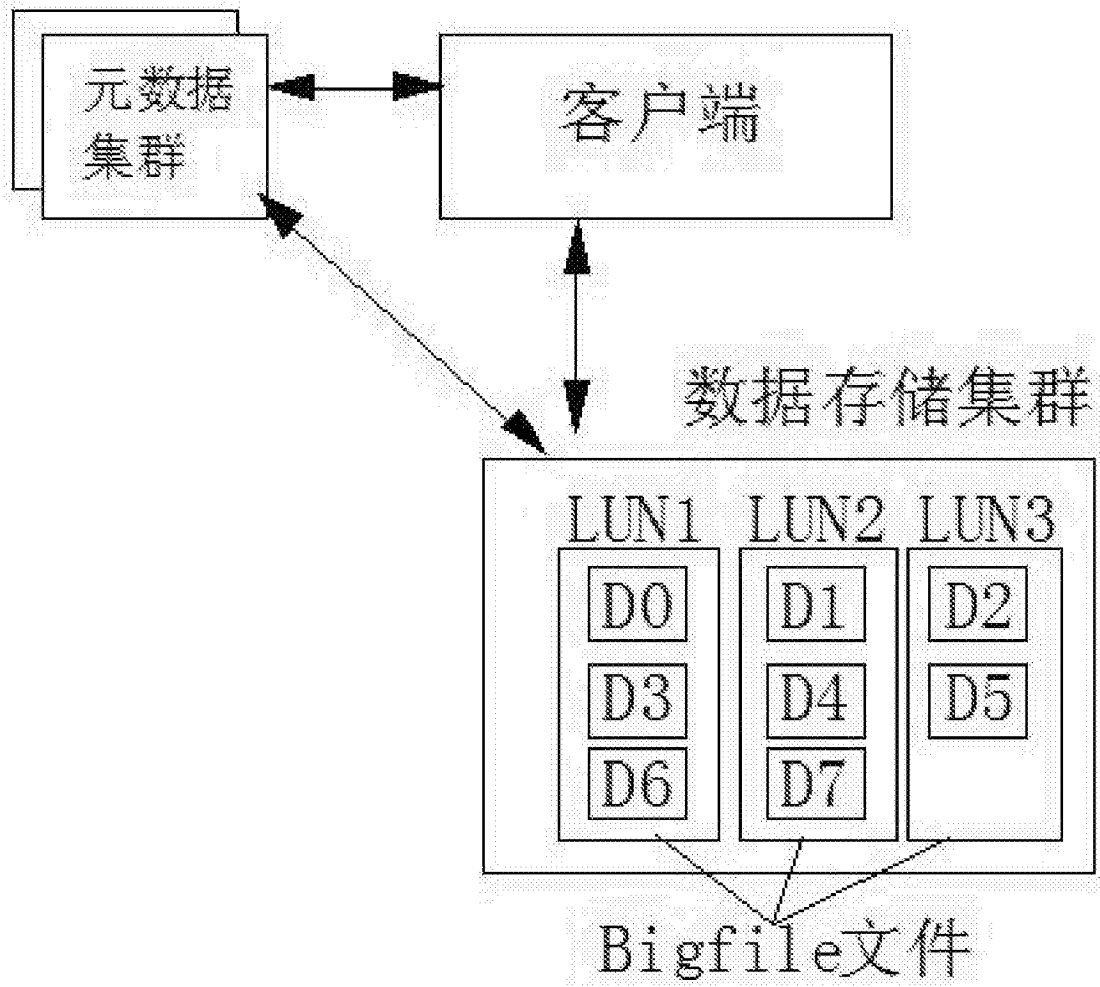 元数据
集群
客户端
数据存储集群
LUN1 LUN2 LUN3
D0 D1 D2
D3 D4 D5
D6 D7
Bigfile文件